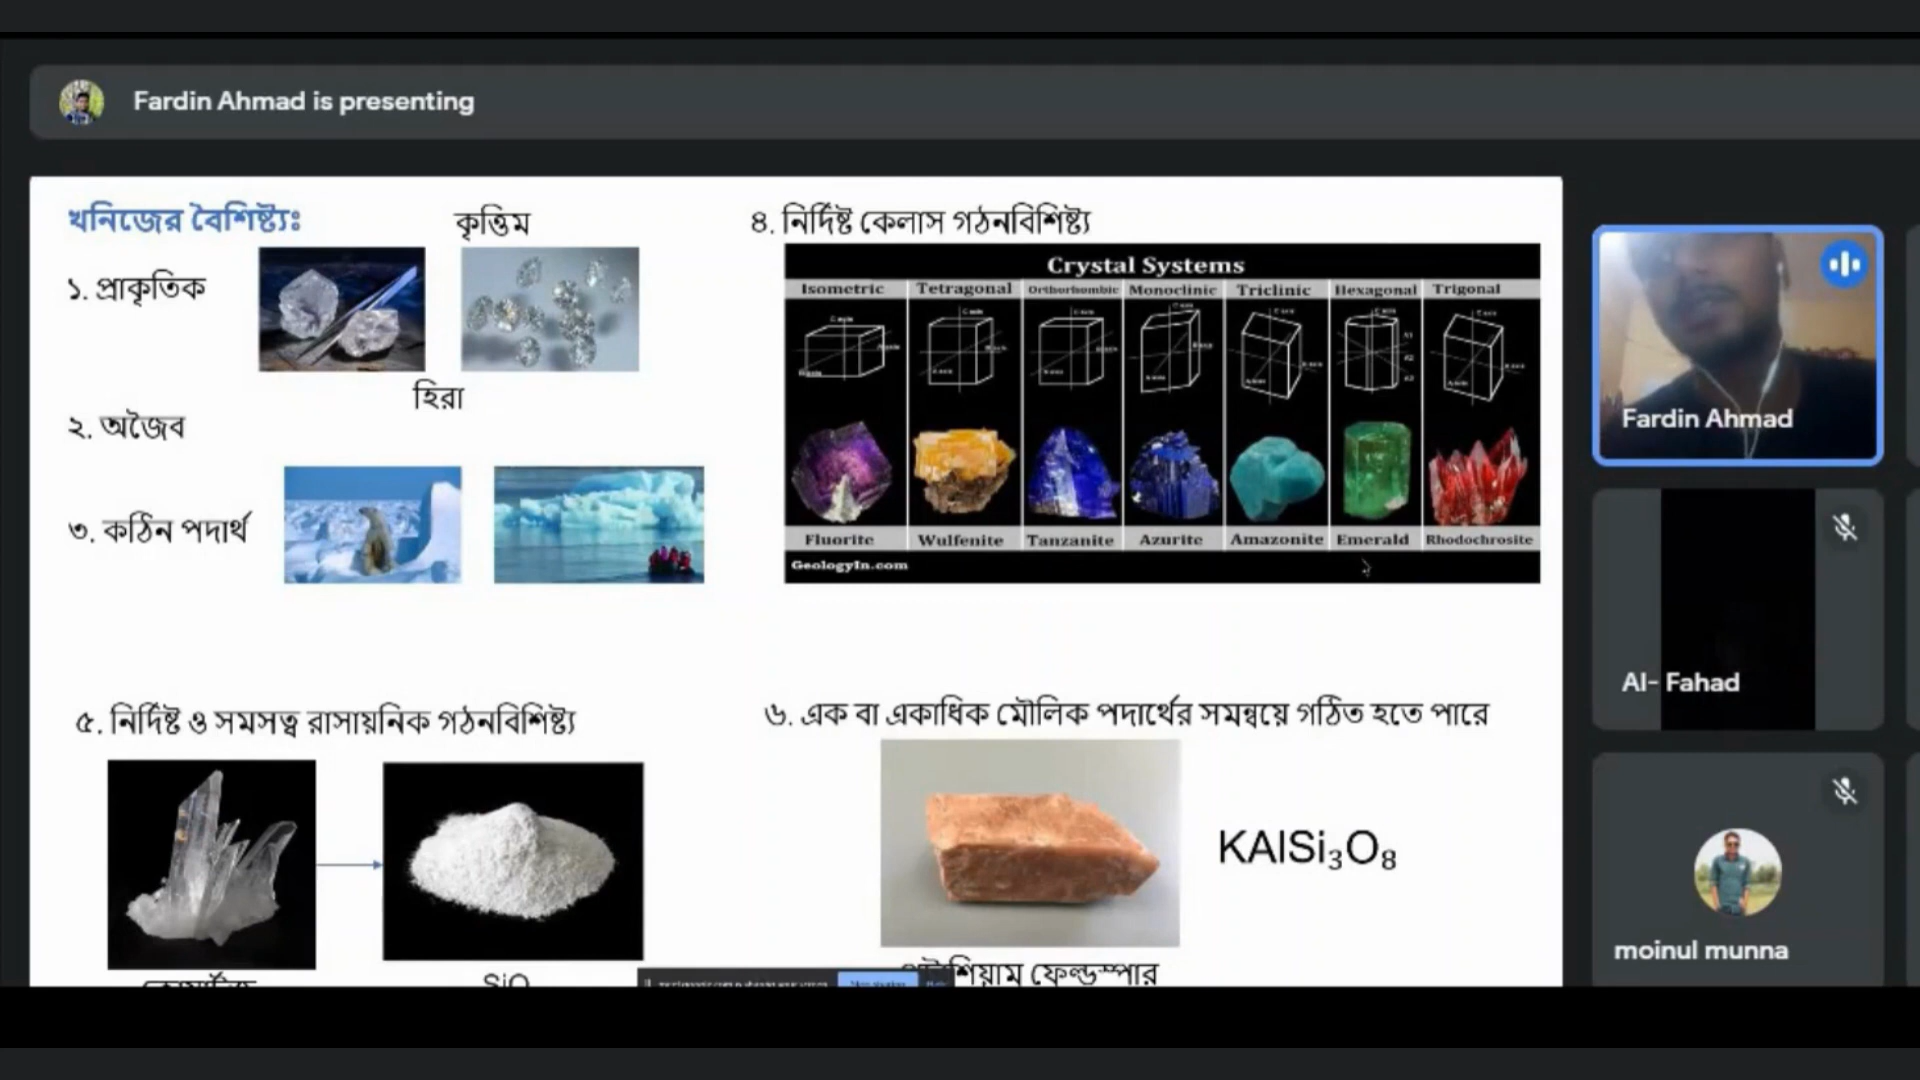 Fardin Ahmad is presenting
খনিজের বৈশিষ্ট্যঃ
কৃত্তিম
১. প্রাকৃতিক
হিরা
২. অজৈব
৩. কঠিন পদার্থ
৪. নির্দিষ্ট কেলাস গঠনবিশিষ্ট্য
Crystal Systems
Isometric Tetragonal Orthorhombic Monoclinic Triclinic Hexagonal Trigonal
Fluorite Wulfenite Tanzanite Azurite Amazonite Emerald Rhodochrosite
GeologyIn.com
৫. নির্দিষ্ট ও সমসত্ব রাসায়নিক গঠনবিশিষ্ট্য
SiO
৬. এক বা একাধিক মৌলিক পদার্থের সমন্বয়ে গঠিত হতে পারে
KAlSi₃O₈
ফেল্ডস্পার
Fardin Ahmad
Al- Fahad
moinul munna